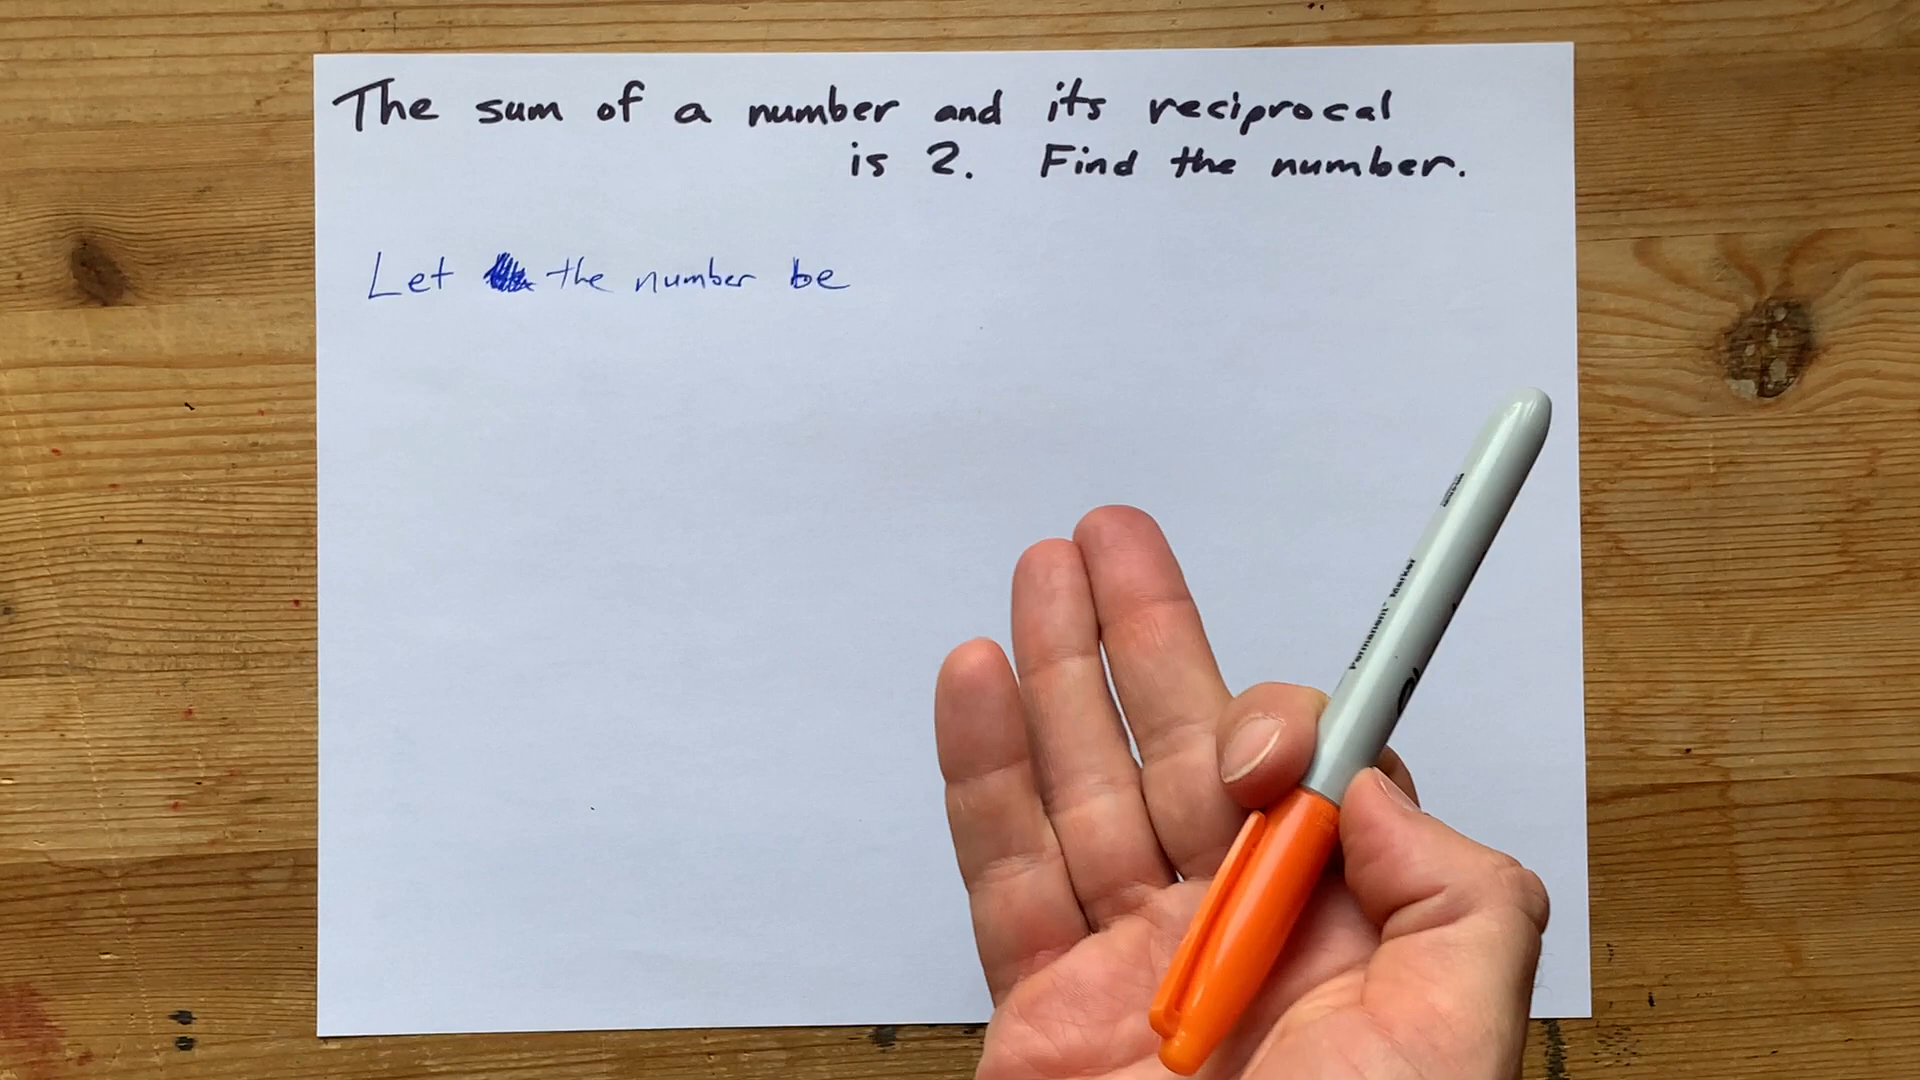 The sum of a number and its reciprocal
is 2. Find the number.
Let the number be
Permanent Marker